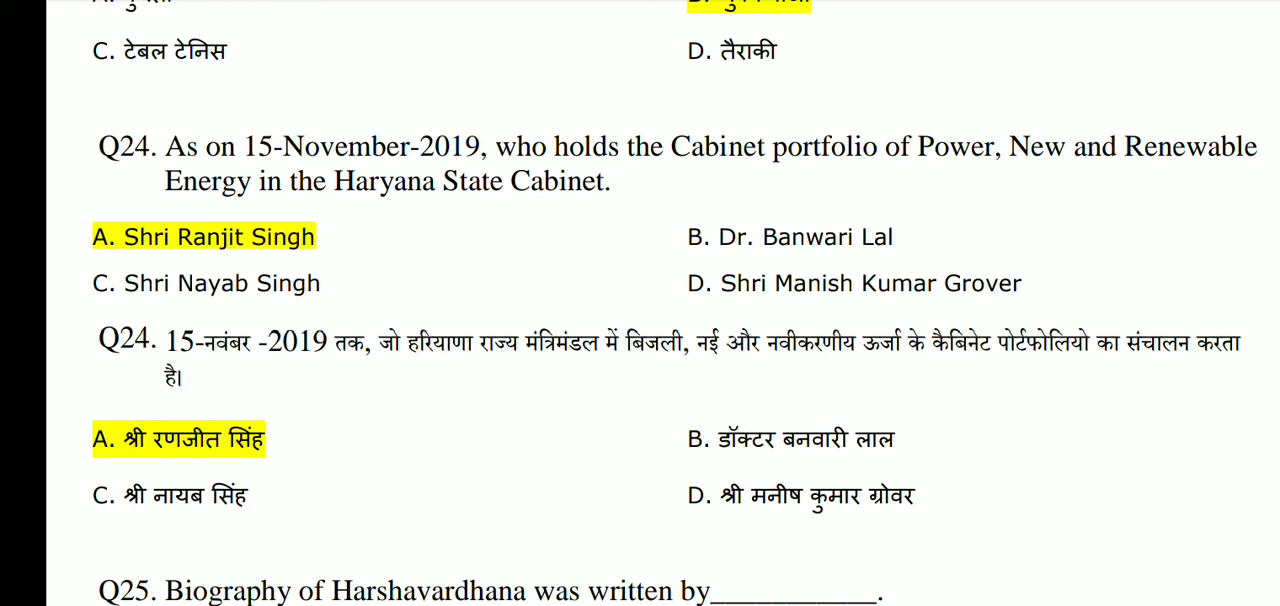 C. टेबल टेनिस
D. तैराकी
Q24. As on 15-November-2019, who holds the Cabinet portfolio of Power, New and Renewable
Energy in the Haryana State Cabinet.
A. Shri Ranjit Singh
B. Dr. Banwari Lal
C. Shri Nayab Singh
D. Shri Manish Kumar Grover
Q24. 15-नवंबर -2019 तक, जो हरियाणा राज्य मंत्रिमंडल में बिजली, नई और नवीकरणीय ऊर्जा के कैबिनेट पोर्टफोलियो का संचालन करता
है।
A. श्री रणजीत सिंह
B. डॉक्टर बनवारी लाल
C. श्री नायब सिंह
D. श्री मनीष कुमार ग्रोवर
Q25. Biography of Harshavardhana was written by___________.